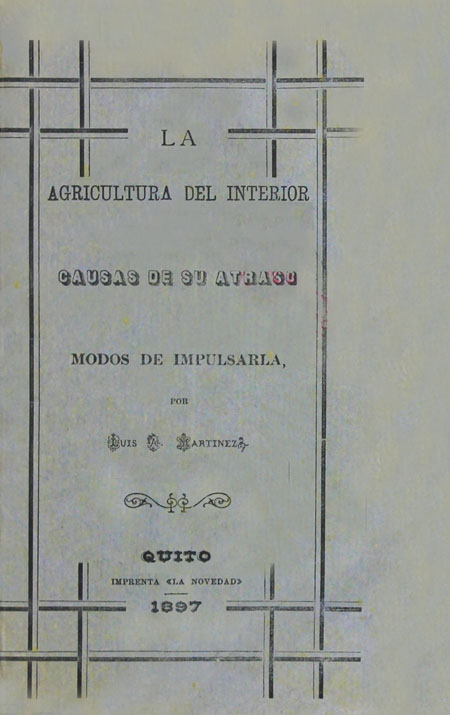 LA
AGRICULTURA DEL INTERIOR
CAUSAS DE SU ATRASO
MODOS DE IMPULSARLA,
POR
LUIS A. MARTINEZ
QUITO
IMPRENTA «LA NOVEDAD»
1897